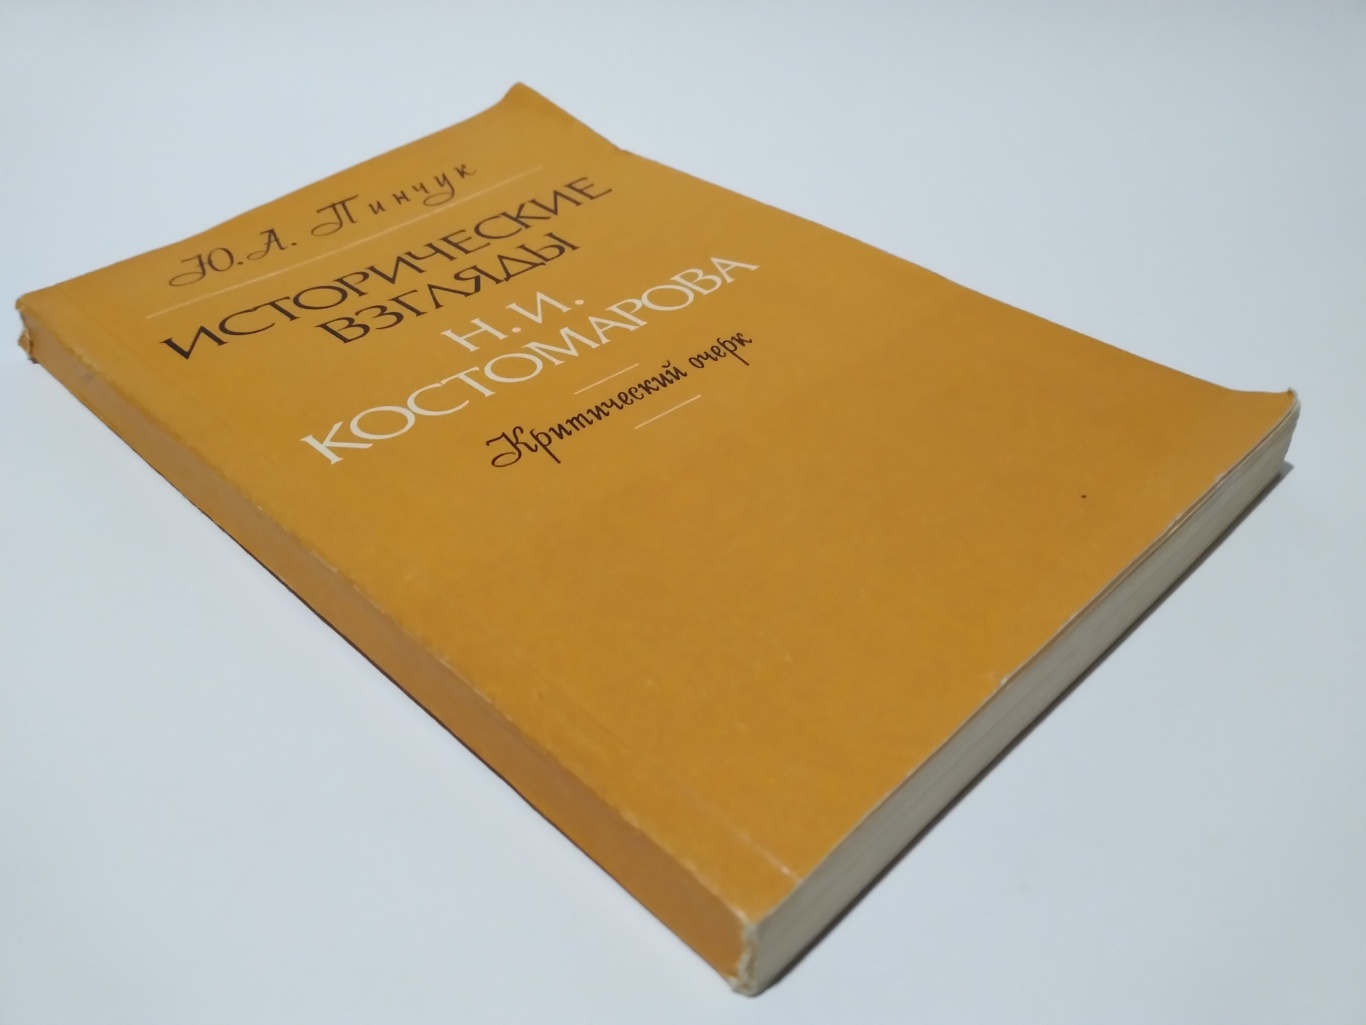 Ю. А. Пинчук
ИСТОРИЧЕСКИЕ
ВЗГЛЯДЫ
Н. И.
КОСТОМАРОВА
Критический очерк